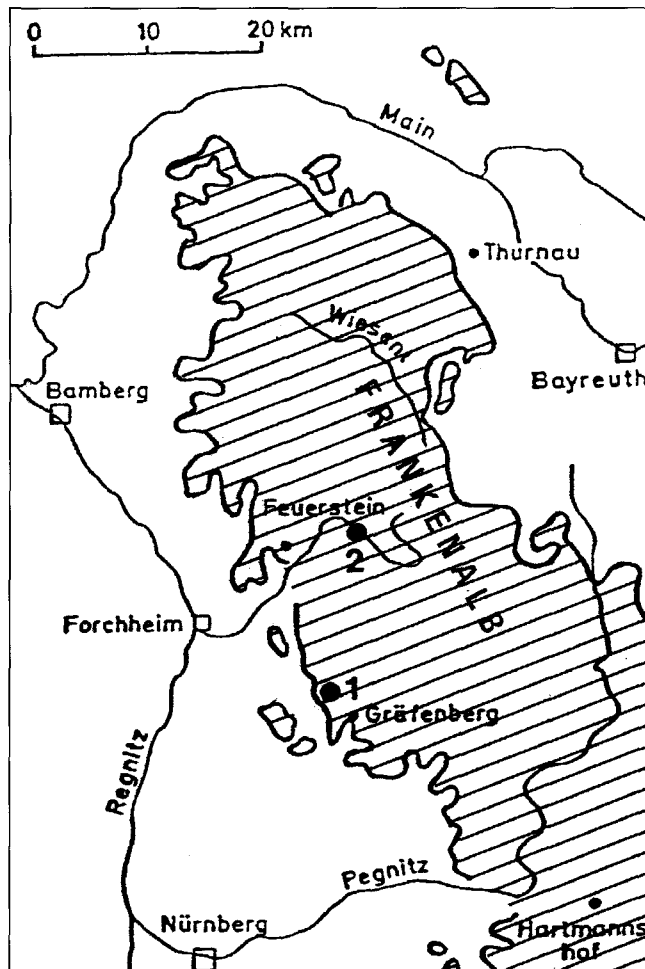 0 10 20 km
Main
Thurnau
Wiesent
Bayreuth
Bamberg
FRANKENALB
Feuerstein
2
Forchheim
1
Gräfenberg
Regnitz
Pegnitz
Nürnberg
Hartmanns
hof